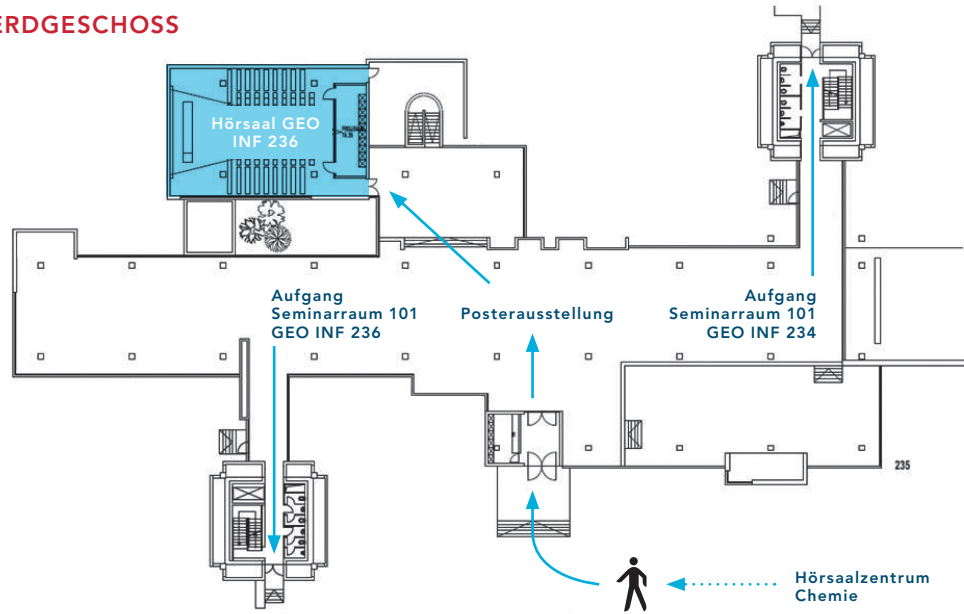 ERDGESCHOSS
Hörsaal GEO
INF 236
Aufgang
Seminarraum 101
GEO INF 236
Posterausstellung
Aufgang
Seminarraum 101
GEO INF 234
235
Hörsaalzentrum
Chemie